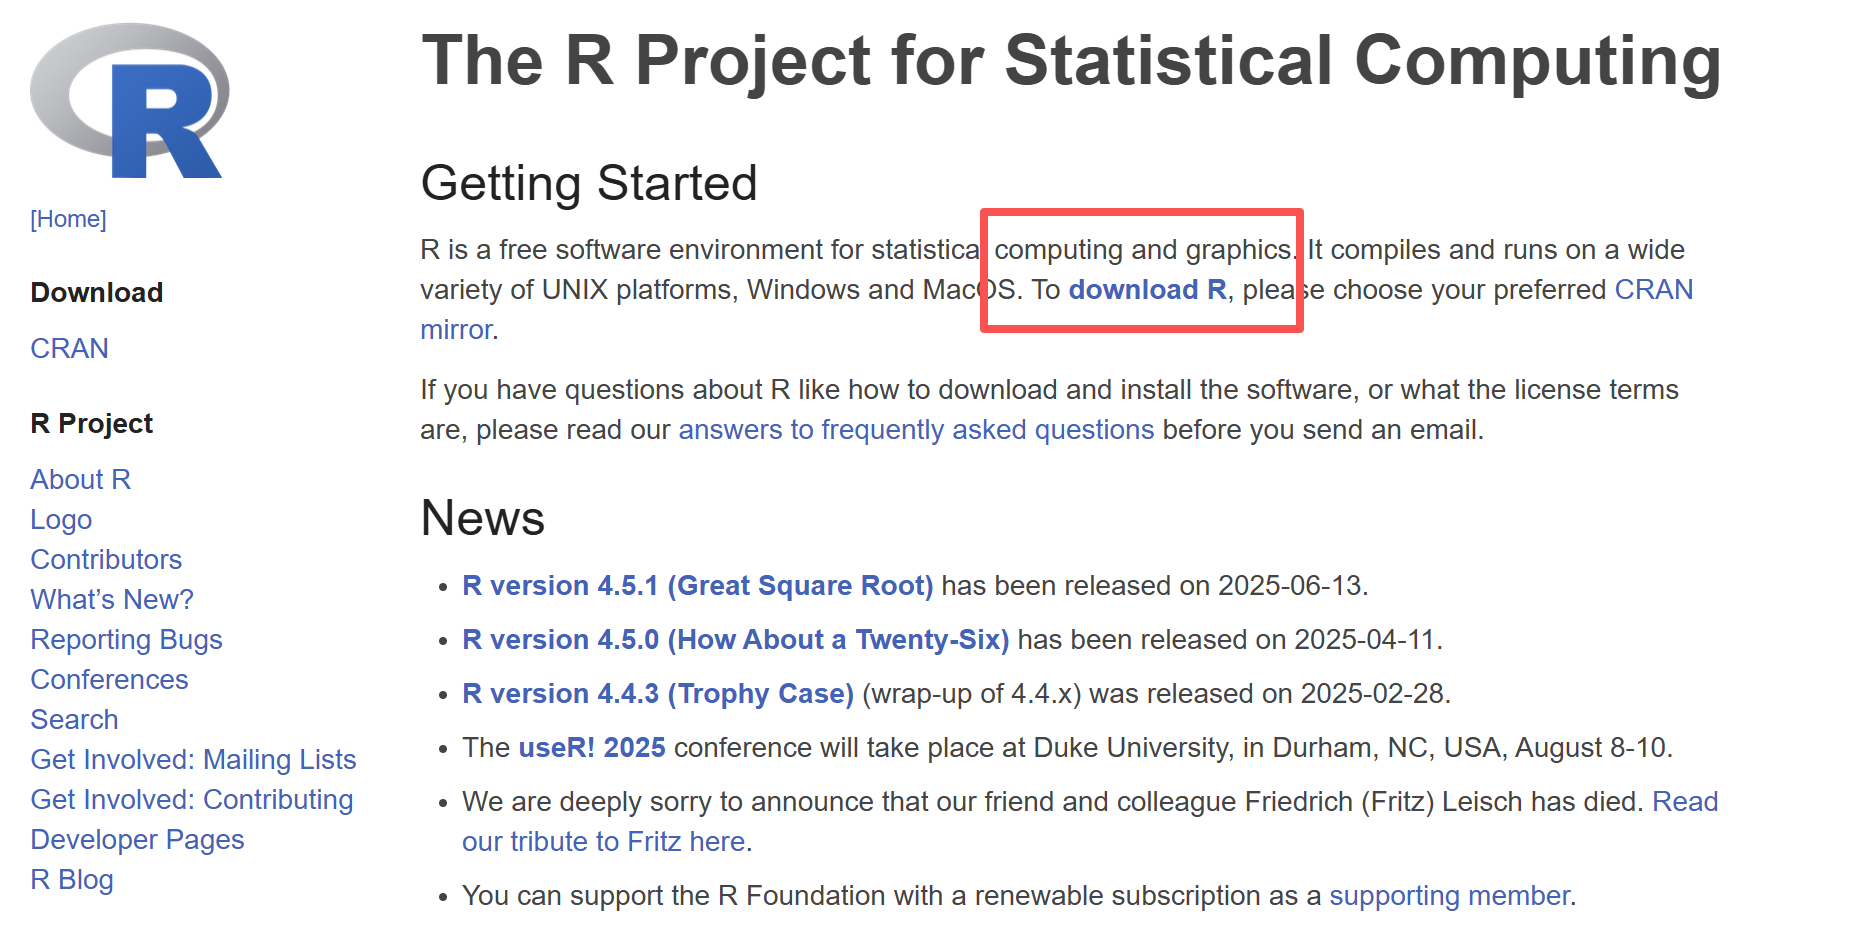 R
[Home]
Download
CRAN
R Project
About R
Logo
Contributors
What's New?
Reporting Bugs
Conferences
Search
Get Involved: Mailing Lists
Get Involved: Contributing
Developer Pages
R Blog
The R Project for Statistical Computing
Getting Started
R is a free software environment for statistical computing and graphics. It compiles and runs on a wide
variety of UNIX platforms, Windows and MacOS. To download R, please choose your preferred CRAN
mirror.
If you have questions about R like how to download and install the software, or what the license terms
are, please read our answers to frequently asked questions before you send an email.
News
• R version 4.5.1 (Great Square Root) has been released on 2025-06-13.
• R version 4.5.0 (How About a Twenty-Six) has been released on 2025-04-11.
• R version 4.4.3 (Trophy Case) (wrap-up of 4.4.x) was released on 2025-02-28.
• The useR! 2025 conference will take place at Duke University, in Durham, NC, USA, August 8-10.
• We are deeply sorry to announce that our friend and colleague Friedrich (Fritz) Leisch has died. Read
our tribute to Fritz here.
• You can support the R Foundation with a renewable subscription as a supporting member.